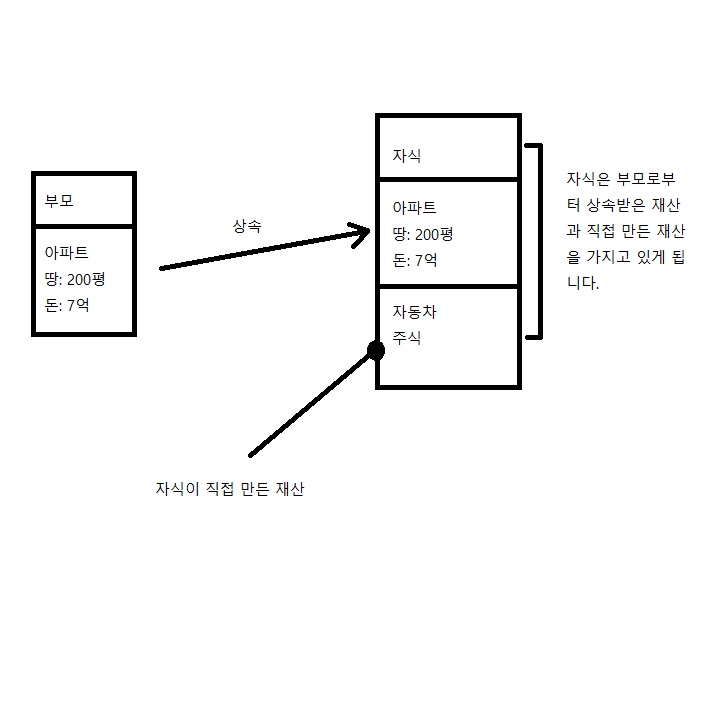 부모
아파트
땅: 200평
돈: 7억
상속
자식
아파트
땅: 200평
돈: 7억
자동차
주식
자식은 부모로부
터 상속받은 재산
과 직접 만든 재산
을 가지고 있게 됩
니다.
자식이 직접 만든 재산